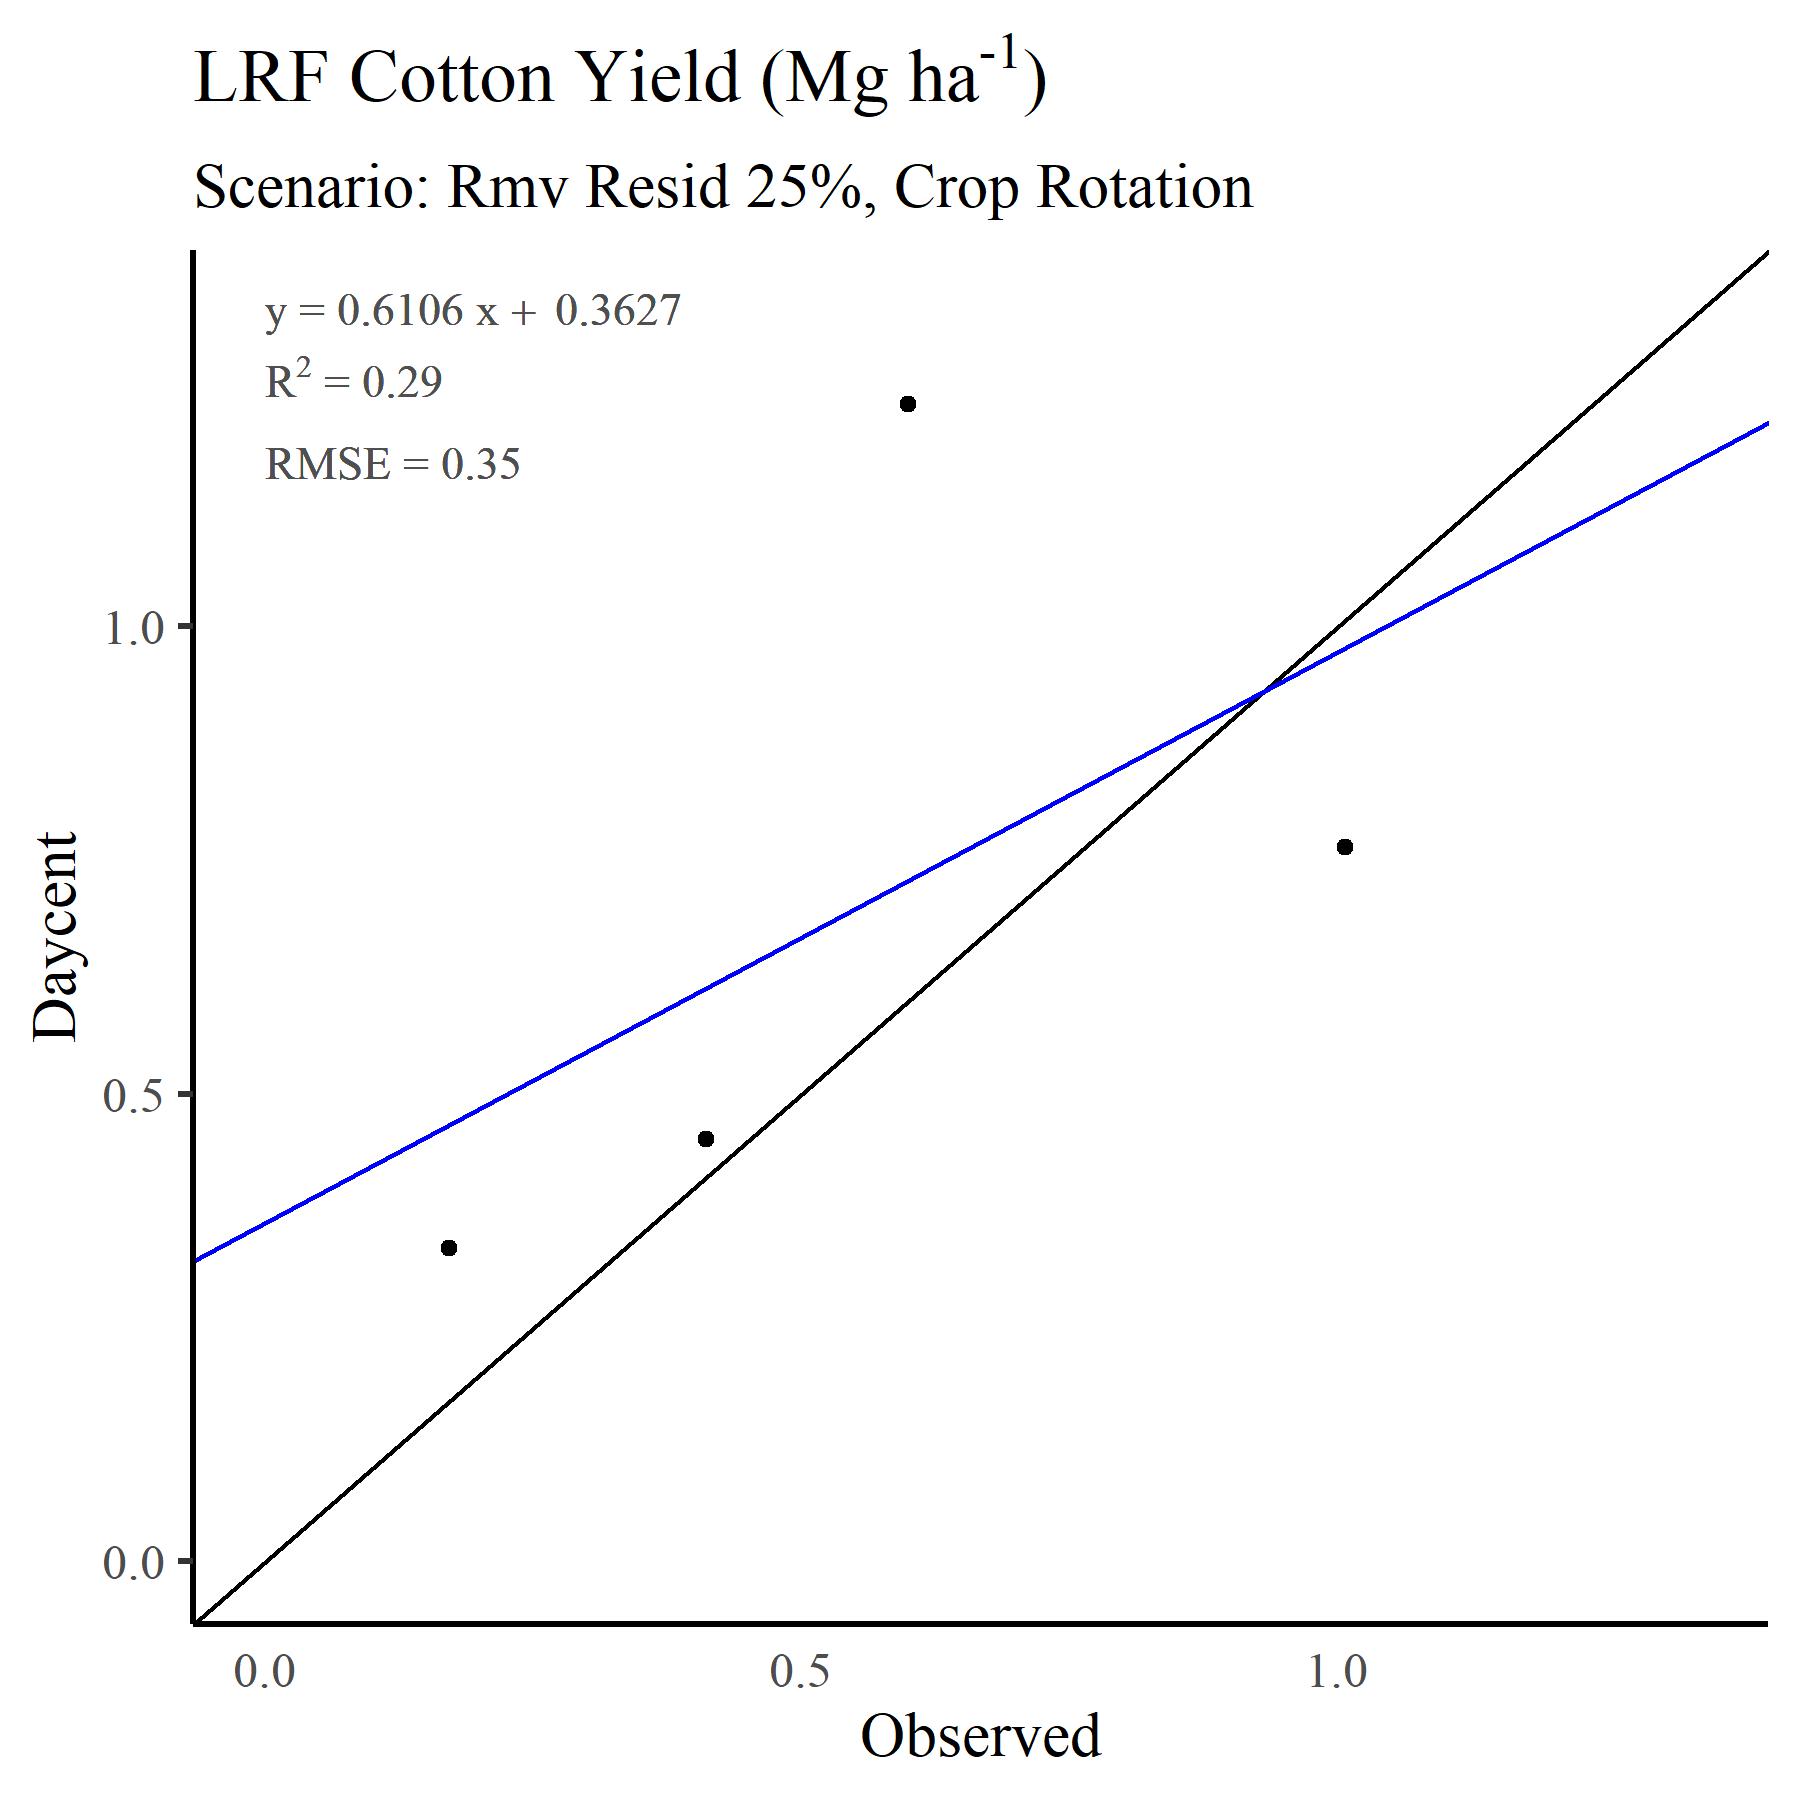 LRF Cotton Yield (Mg ha⁻¹)
Scenario: Rmv Resid 25%, Crop Rotation
y = 0.6106 x + 0.3627
R² = 0.29
RMSE = 0.35
1.0
0.5
0.0
Daycent
0.0 0.5 1.0
Observed